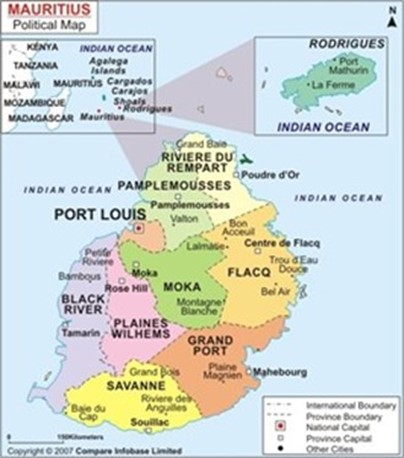 MAURITIUS
Political Map
N
KENYA
INDIAN OCEAN
TANZANIA
Agalega
Islands
MALAWI
MAURITIUS
Cargados
Carajos
Shoals
MOZAMBIQUE
Rodrigues
MADAGASCAR
Mauritius
RODRIGUES
Port
Mathurin
La Ferme
INDIAN OCEAN
Grand Baie
RIVIERE DU
REMPART
Poudre d'Or
PAMPLEMOUSSES
INDIAN OCEAN
INDIAN OCEAN
Pamplemousses
PORT LOUIS
Valton
Bon
Acceuil
Lalmatie
Centre de Flacq
Petite
Riviere
Trou d'Eau
Douce
Moka
FLACQ
Bambous
Rose Hill
MOKA
Bel Air
BLACK
RIVER
Montagne
Blanche
PLAINES
WILHEMS
Tamarin
GRAND
PORT
Plaine
Magnien
Mahebourg
Grand Bois
SAVANNE
Riviere des
Anguilles
Baie du
Cap
Souillac
International Boundary
Province Boundary
National Capital
Province Capital
Other Cities
0 150Kilometers
Copyright © 2007 Compare Infobase Limited